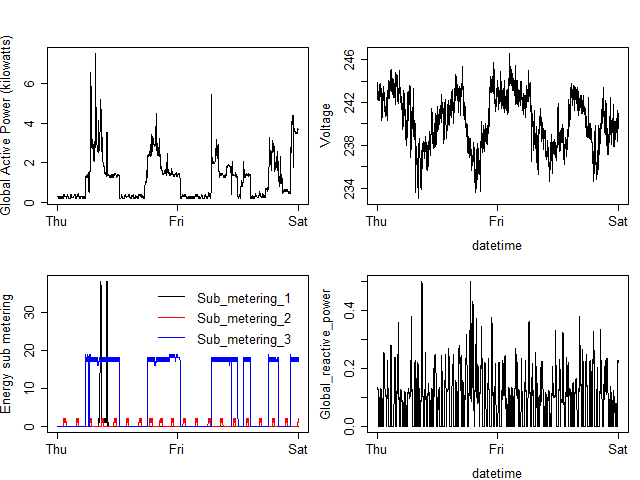 Global Active Power (kilowatts)
0 2 4 6
Thu Fri Sat
Voltage
234 238 242 246
Thu Fri Sat
datetime
Energy sub metering
0 10 20 30
Sub_metering_1
Sub_metering_2
Sub_metering_3
Thu Fri Sat
Global_reactive_power
0.0 0.2 0.4
Thu Fri Sat
datetime